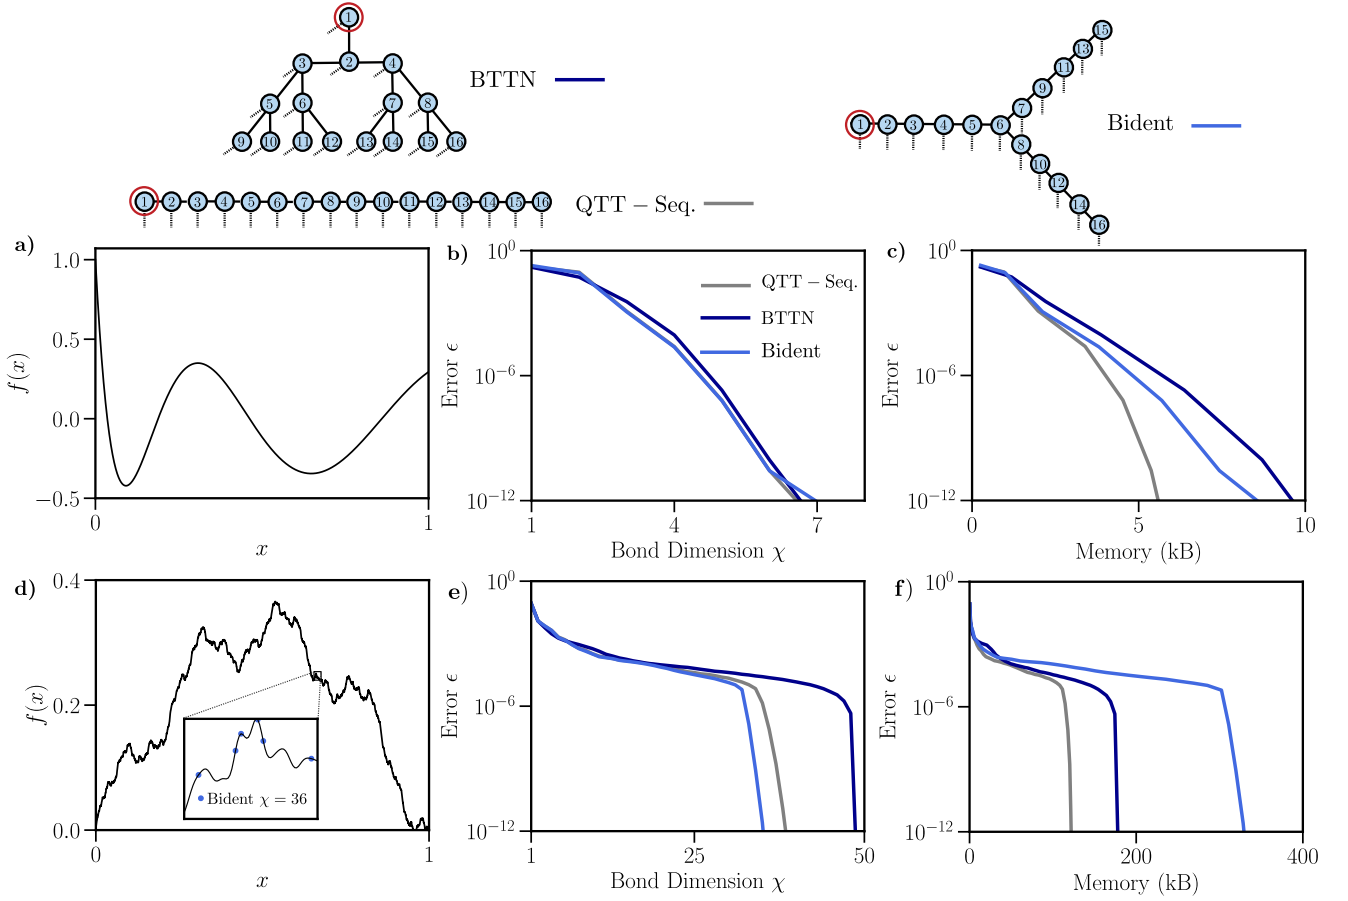 1
3 2 4
5 6 7 8
9 10 11 12 13 14 15 16
BTTN
1 2 3 4 5 6 7 8 9 10 11 12 13 14 15 16
QTT − Seq.
15
13
11
9
7
1 2 3 4 5 6
8
10
12
14
16
Bident
a)
1.0
0.5
0.0
−0.5
f(x)
0 1
x
b)
10^0
10^−6
10^−12
Error ϵ
QTT − Seq.
BTTN
Bident
1 4 7
Bond Dimension χ
c)
10^0
10^−6
10^−12
Error ϵ
0 5 10
Memory (kB)
d)
0.4
0.2
0.0
f(x)
Bident χ = 36
0 1
x
e)
10^0
10^−6
10^−12
Error ϵ
1 25 50
Bond Dimension χ
f)
10^0
10^−6
10^−12
Error ϵ
0 200 400
Memory (kB)